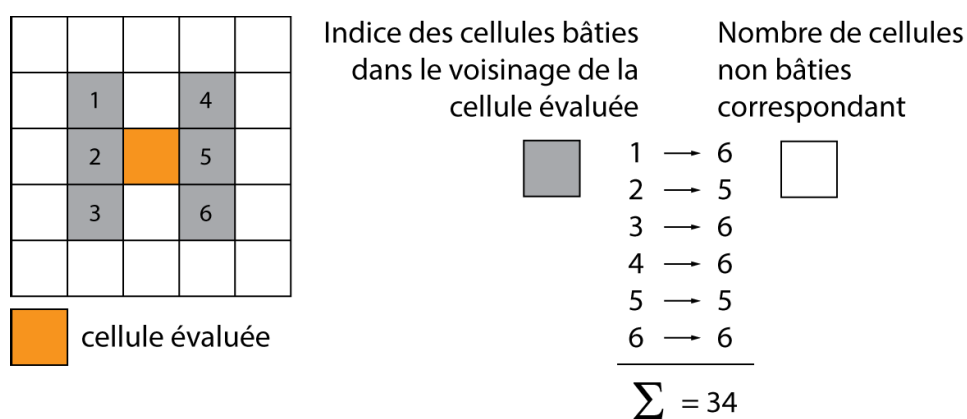 1 4
2 5
3 6
cellule évaluée
Indice des cellules bâties
dans le voisinage de la
cellule évaluée
Nombre de cellules
non bâties
correspondant
1 → 6
2 → 5
3 → 6
4 → 6
5 → 5
6 → 6
∑ = 34